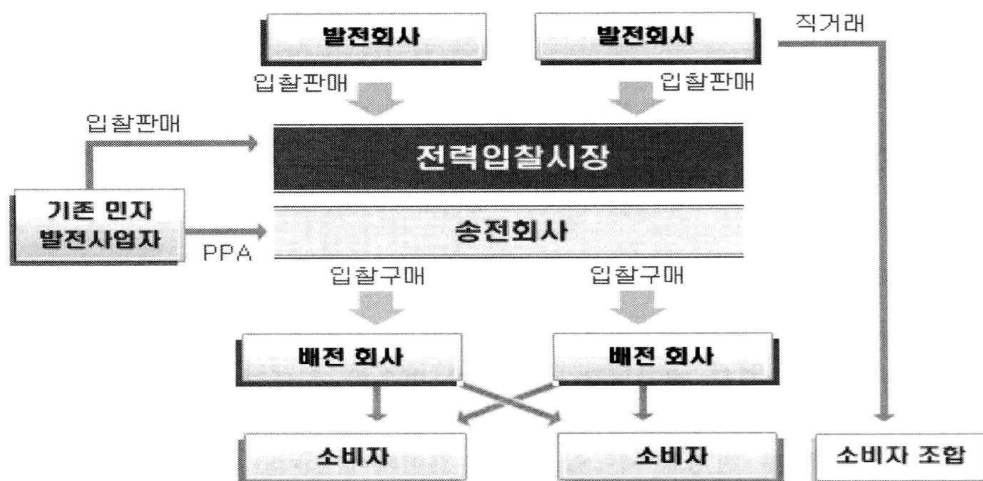 발전회사
발전회사
직거래
입찰판매
입찰판매
입찰판매
전력입찰시장
기존 민자
발전사업자
송전회사
PPA
입찰구매
입찰구매
배전 회사
배전 회사
소비자
소비자
소비자 조합